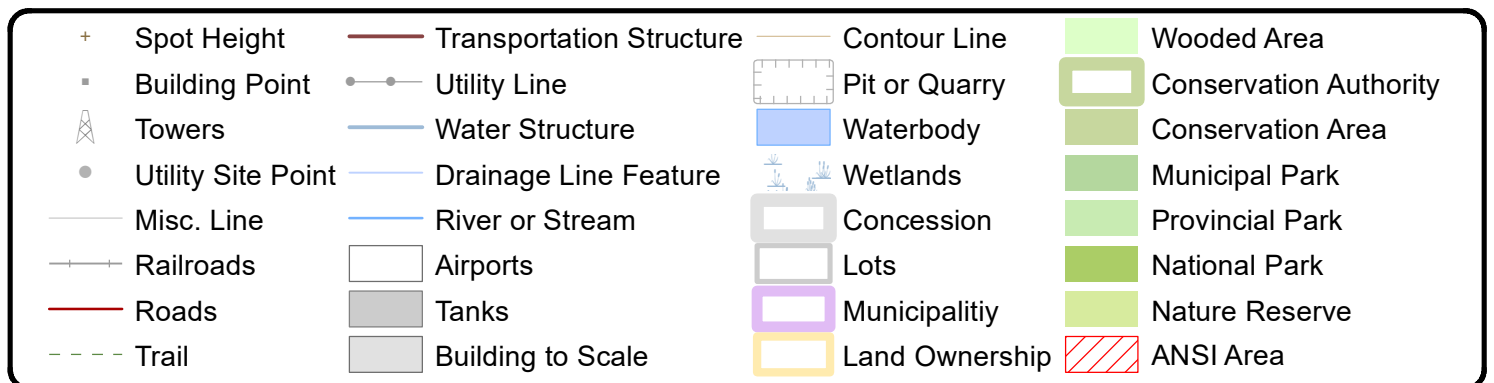 Spot Height
Building Point
Towers
Utility Site Point
Misc. Line
Railroads
Roads
Trail
Transportation Structure
Utility Line
Water Structure
Drainage Line Feature
River or Stream
Airports
Tanks
Building to Scale
Contour Line
Pit or Quarry
Waterbody
Wetlands
Concession
Lots
Municipalitiy
Land Ownership
Wooded Area
Conservation Authority
Conservation Area
Municipal Park
Provincial Park
National Park
Nature Reserve
ANSI Area